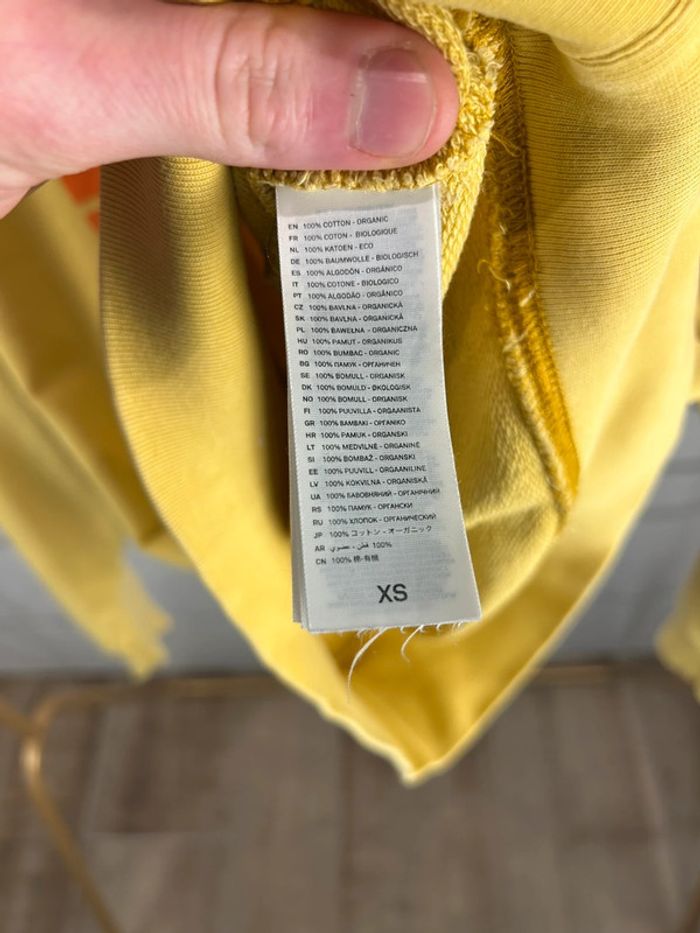 EN 100% COTTON - ORGANIC
FR 100% COTON - BIOLOGIQUE
NL 100% KATOEN - ECO
DE 100% BAUMWOLLE - BIOLOGISCH
ES 100% ALGODÓN - ORGÁNICO
IT 100% COTONE - BIOLOGICO
PT 100% ALGODÃO - ORGÂNICO
CZ 100% BAVLNA - ORGANICKÁ
SK 100% BAVLNA - ORGANICKÁ
PL 100% BAWEŁNA - ORGANICZNA
HU 100% PAMUT - ORGANIKUS
RO 100% BUMBAC - ORGANIC
BG 100% ПАМУК - ОРГАНИЧЕН
SE 100% BOMULL - ORGANISK
DK 100% BOMULD - ØKOLOGISK
NO 100% BOMULL - ORGANISK
FI 100% PUUVILLA - ORGAANISTA
GR 100% ΒΑΜΒΑΚΙ - ΟΡΓΑΝΙΚΟ
HR 100% PAMUK - ORGANSKI
LT 100% MEDVILNĖ - ORGANINĖ
SI 100% BOMBAŽ - ORGANSKI
EE 100% PUUVILL - ORGAANILINE
LV 100% KOKVILNA - ORGANISKĀ
UA 100% БАВОВНЯНИЙ - ОРГАНІЧНИЙ
RS 100% ПАМУК - ОРГАНСКИ
RU 100% ХЛОПОК - ОРГАНИЧЕСКИЙ
JP 100% コットン - オーガニック
AR قطن - عضوي 100%
CN 100% 棉-有機
XS